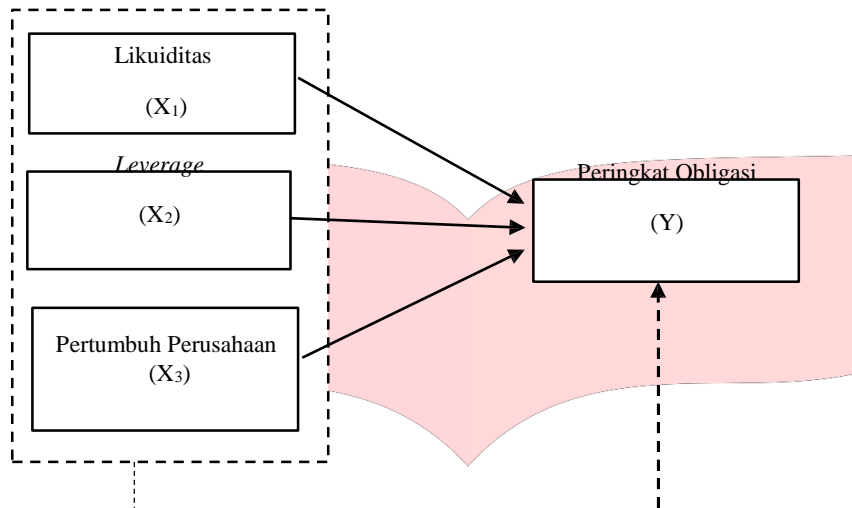 Likuiditas
(X₁)
Leverage
(X₂)
Pertumbuh Perusahaan
(X₃)
Peringkat Obligasi
(Y)